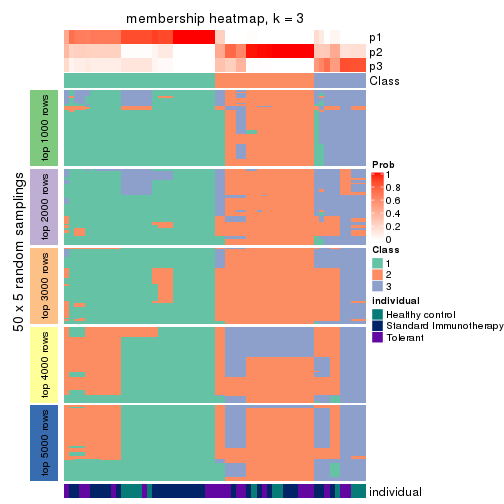 membership heatmap, k = 3
p1
p2
p3
Class
50 x 5 random samplings
top 1000 rows
top 2000 rows
top 3000 rows
top 4000 rows
top 5000 rows
individual
Prob
1
0.8
0.6
0.4
0.2
0
Class
1
2
3
individual
Healthy control
Standard Immunotherapy
Tolerant